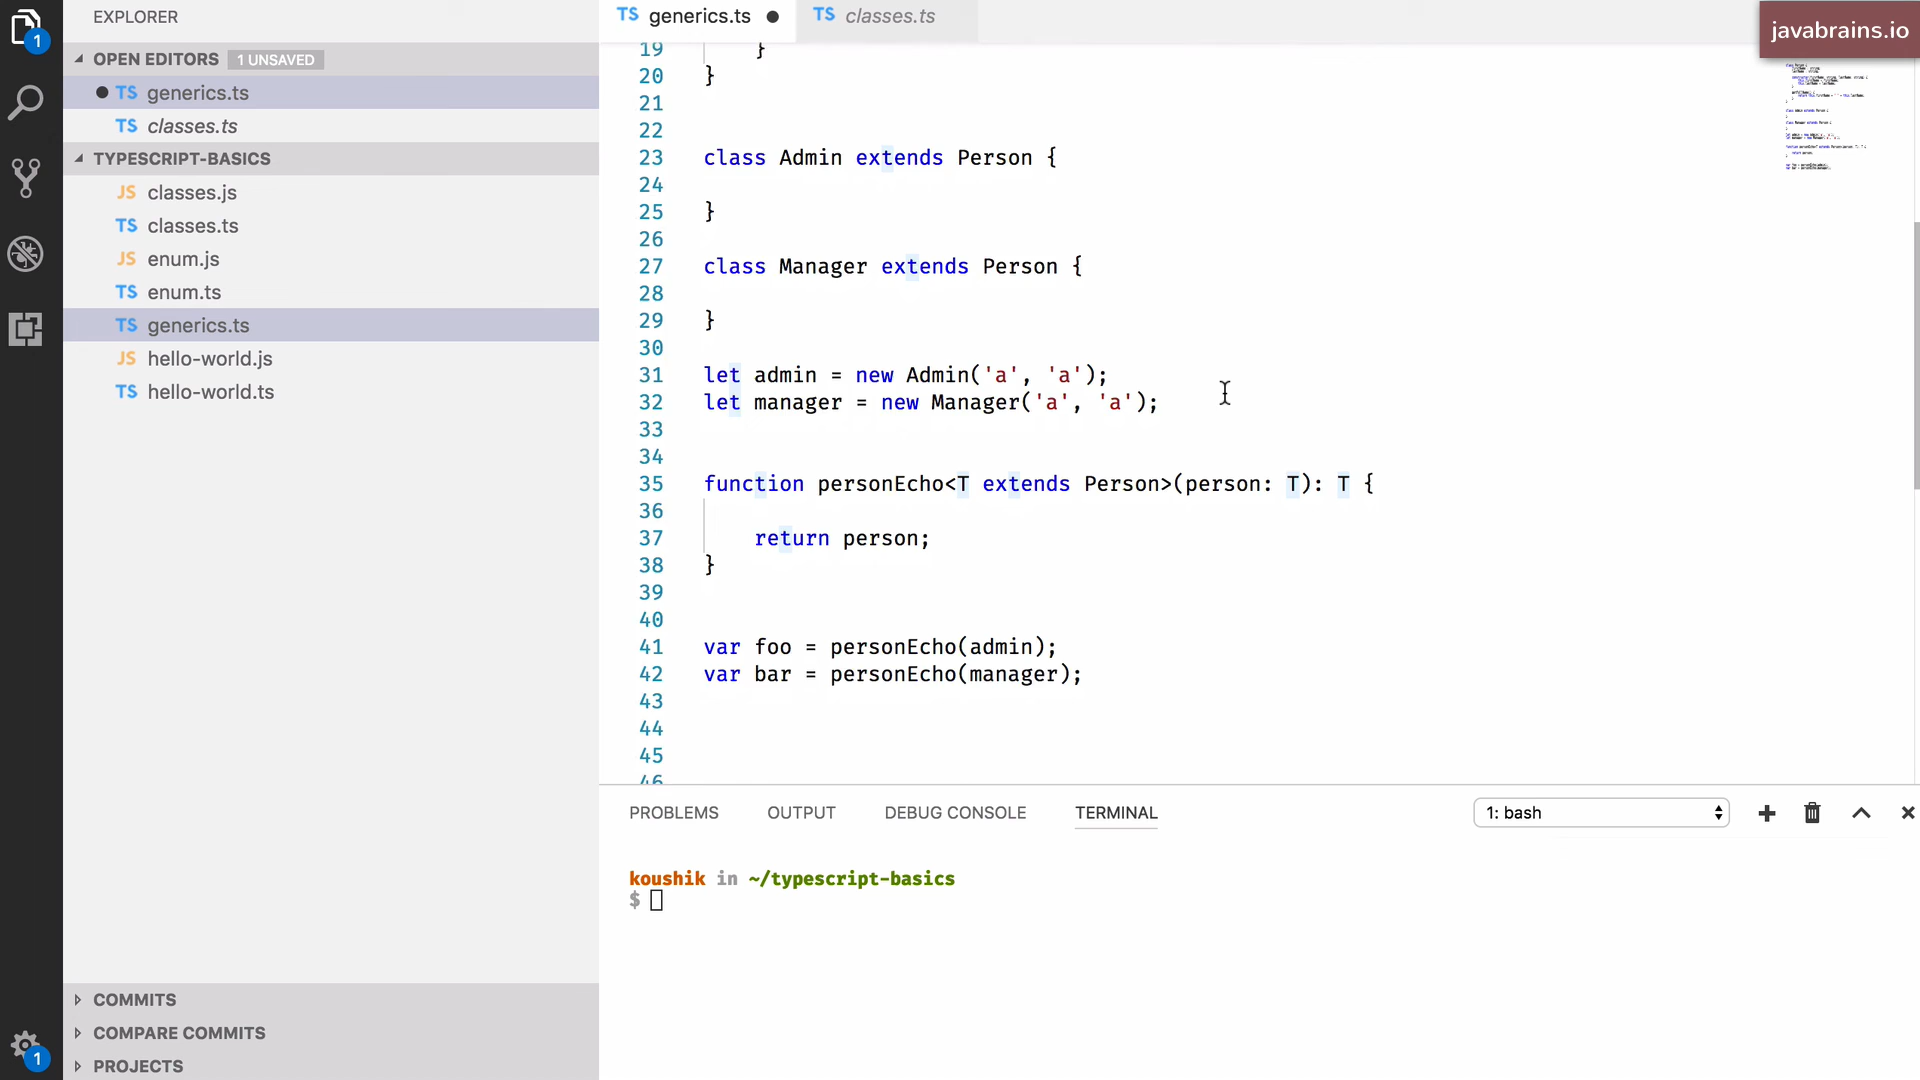 EXPLORER
OPEN EDITORS 1 UNSAVED
TS generics.ts
TS classes.ts
TYPESCRIPT-BASICS
JS classes.js
TS classes.ts
JS enum.js
TS enum.ts
TS generics.ts
JS hello-world.js
TS hello-world.ts
COMMITS
COMPARE COMMITS
PROJECTS
1
1
TS generics.ts
TS classes.ts
javabrains.io
19 }
20 }
21
22
23 class Admin extends Person {
24
25 }
26
27 class Manager extends Person {
28
29 }
30
31 let admin = new Admin('a', 'a');
32 let manager = new Manager('a', 'a');
33
34
35 function personEcho<T extends Person>(person: T): T {
36
37 return person;
38 }
39
40
41 var foo = personEcho(admin);
42 var bar = personEcho(manager);
43
44
45
46
PROBLEMS OUTPUT DEBUG CONSOLE TERMINAL 1: bash
koushik in ~/typescript-basics
$